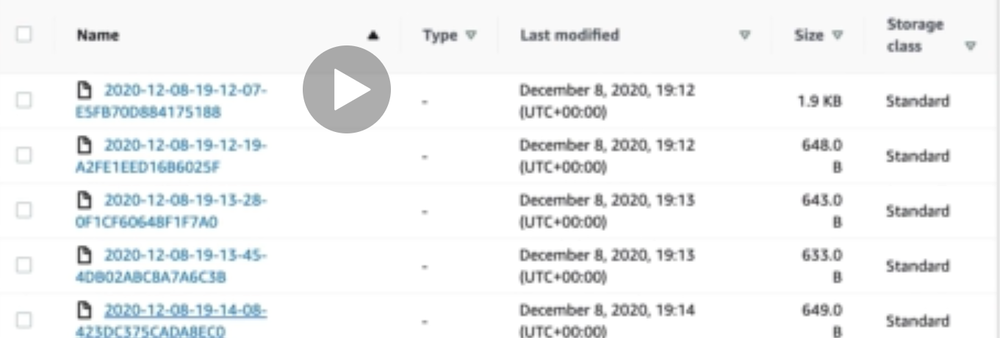 Name Type Last modified Size Storage
class
2020-12-08-19-12-07- December 8, 2020, 19:12
E5FB70D884175188 - (UTC+00:00) 1.9 KB Standard
2020-12-08-19-12-19- December 8, 2020, 19:12 648.0
A2FE1EED16B6025F - (UTC+00:00) B Standard
2020-12-08-19-13-28- December 8, 2020, 19:13 643.0
0F1CF60648F1F7A0 - (UTC+00:00) B Standard
2020-12-08-19-13-45- December 8, 2020, 19:13 633.0
4DB02ABC8A7A6C3B - (UTC+00:00) B Standard
2020-12-08-19-14-08- December 8, 2020, 19:14 649.0
423DC375CADA8EC0 - (UTC+00:00) B Standard